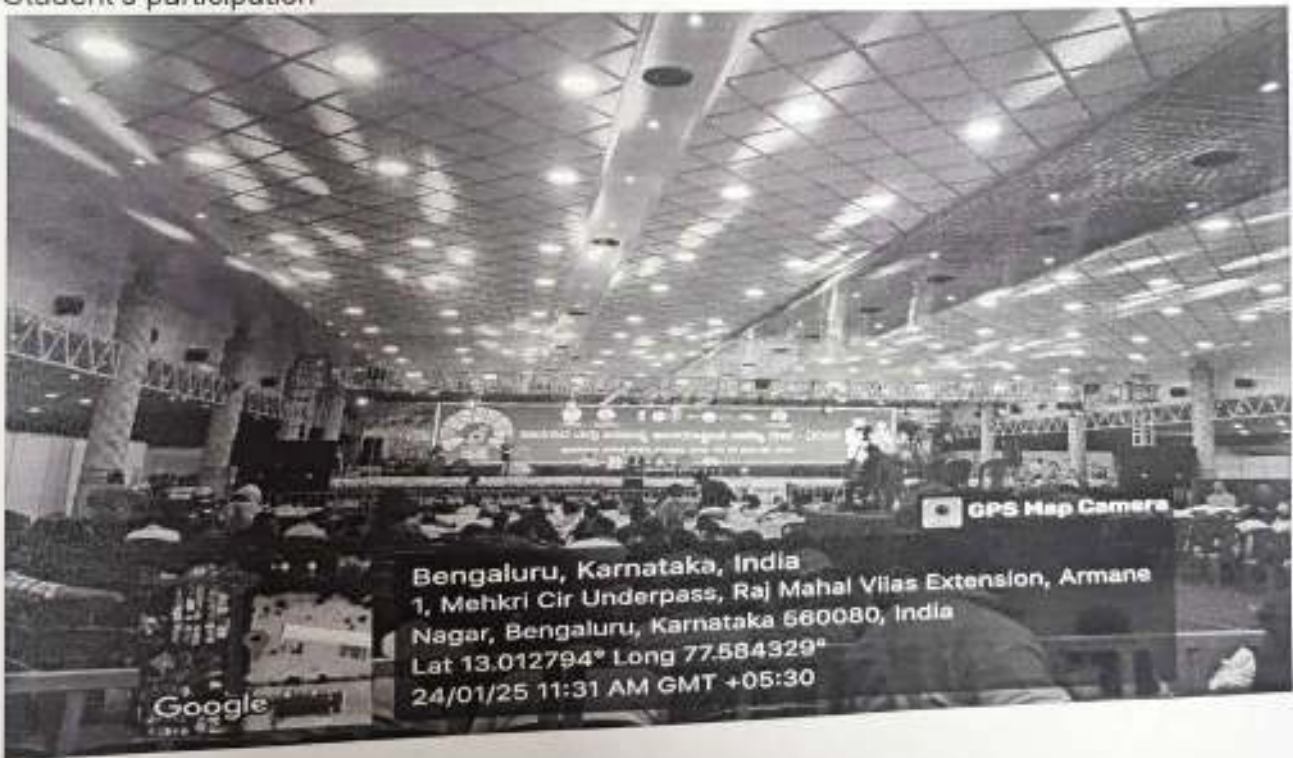 Student's participation
GPS Map Camera
Bengaluru, Karnataka, India
1, Mehkri Cir Underpass, Raj Mahal Vilas Extension, Armane
Nagar, Bengaluru, Karnataka 560080, India
Lat 13.012794° Long 77.584329°
24/01/25 11:31 AM GMT +05:30
Google